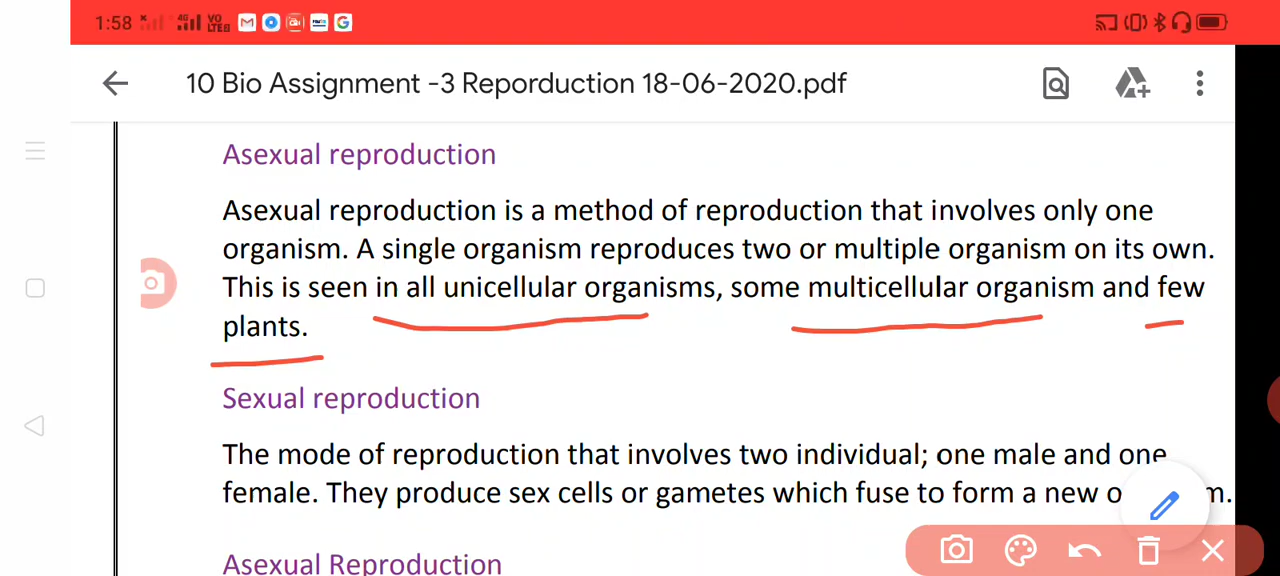 1:58 4G VO LTE
10 Bio Assignment -3 Reporduction 18-06-2020.pdf
Asexual reproduction
Asexual reproduction is a method of reproduction that involves only one
organism. A single organism reproduces two or multiple organism on its own.
This is seen in all unicellular organisms, some multicellular organism and few
plants.
Sexual reproduction
The mode of reproduction that involves two individual; one male and one
female. They produce sex cells or gametes which fuse to form a new
Asexual Reproduction